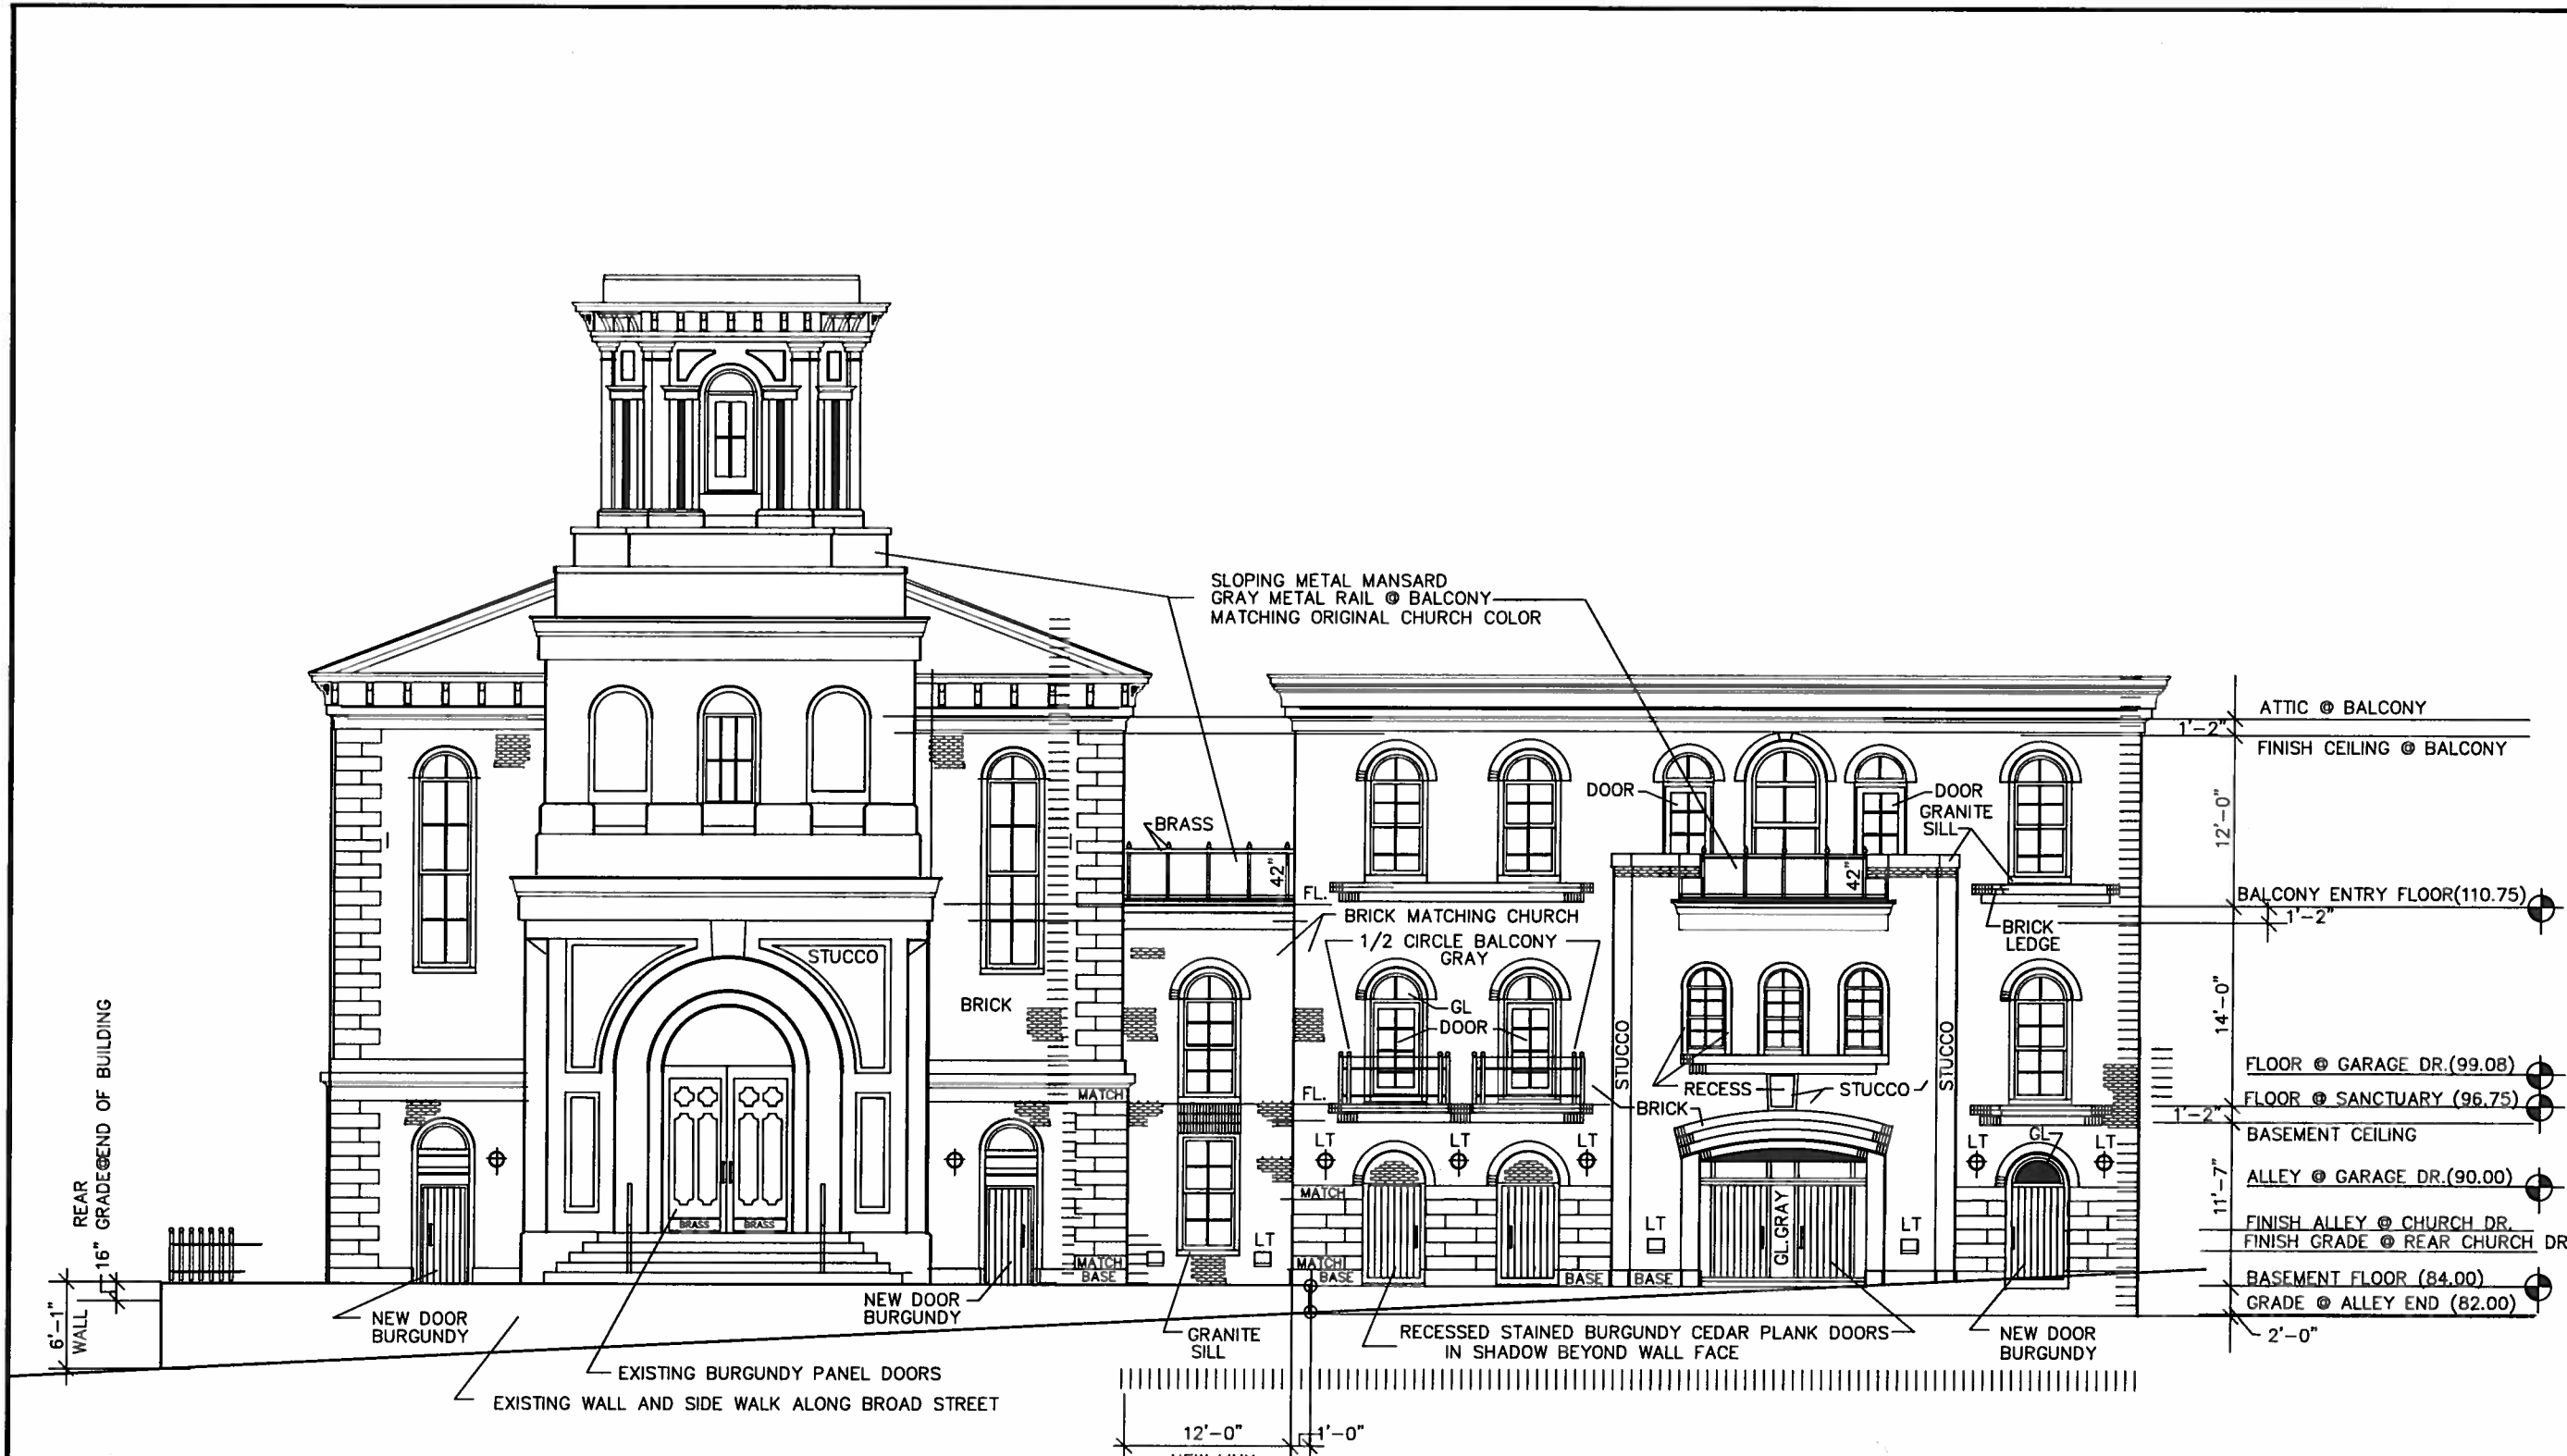 SLOPING METAL MANSARD
GRAY METAL RAIL @ BALCONY
MATCHING ORIGINAL CHURCH COLOR
ATTIC @ BALCONY
1'-2"
FINISH CEILING @ BALCONY
DOOR
DOOR
GRANITE
SILL
12'-0"
BRASS
42"
42"
FL.
BALCONY ENTRY FLOOR(110.75)
1'-2"
BRICK MATCHING CHURCH
BRICK
LEDGE
1/2 CIRCLE BALCONY
GRAY
STUCCO
BRICK
GL
DOOR
STUCCO
STUCCO
14'-0"
REAR
16" GRADE@END OF BUILDING
FLOOR @ GARAGE DR.(99.08)
RECESS
STUCCO
MATCH
FL.
BRICK
FLOOR @ SANCTUARY (96.75)
1'-2"
BASEMENT CEILING
LT
LT
LT
LT
GL
LT
11'-7"
ALLEY @ GARAGE DR.(90.00)
MATCH
BRASS
BRASS
GL.GRAY
LT
LT
LT
FINISH ALLEY @ CHURCH DR.
FINISH GRADE @ REAR CHURCH DR
MATCH
BASE
MATCH
BASE
BASE
BASE
BASEMENT FLOOR (84.00)
GRADE @ ALLEY END (82.00)
2'-0"
6'-1"
WALL
NEW DOOR
BURGUNDY
NEW DOOR
BURGUNDY
GRANITE
SILL
RECESSED STAINED BURGUNDY CEDAR PLANK DOORS
IN SHADOW BEYOND WALL FACE
NEW DOOR
BURGUNDY
EXISTING BURGUNDY PANEL DOORS
EXISTING WALL AND SIDE WALK ALONG BROAD STREET
12'-0"
1'-0"